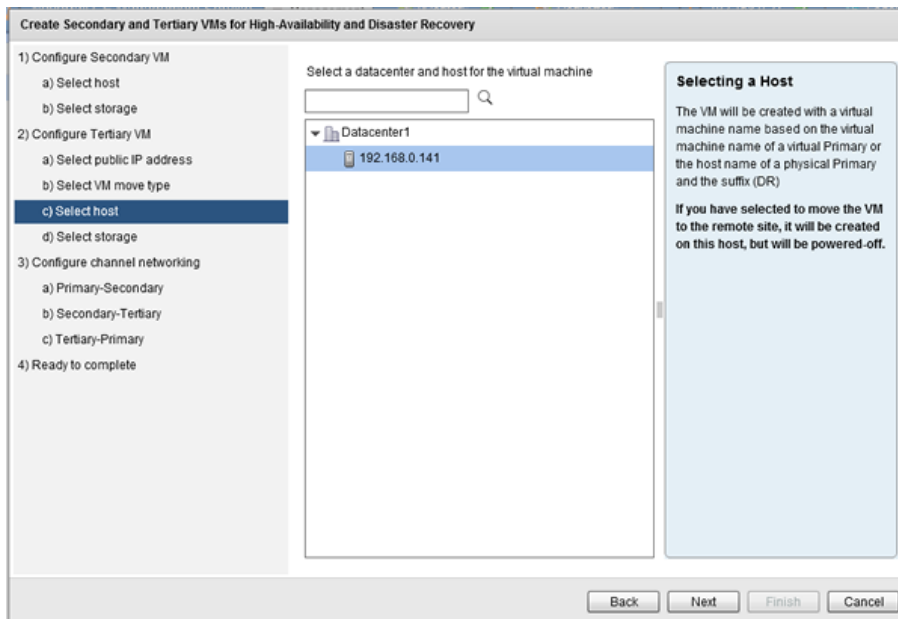 Create Secondary and Tertiary VMs for High-Availability and Disaster Recovery
1) Configure Secondary VM
a) Select host
b) Select storage
2) Configure Tertiary VM
a) Select public IP address
b) Select VM move type
c) Select host
d) Select storage
3) Configure channel networking
a) Primary-Secondary
b) Secondary-Tertiary
c) Tertiary-Primary
4) Ready to complete
Select a datacenter and host for the virtual machine
Datacenter1
192.168.0.141
Selecting a Host
The VM will be created with a virtual
machine name based on the virtual
machine name of a virtual Primary or
the host name of a physical Primary
and the suffix (DR)
If you have selected to move the VM
to the remote site, it will be created
on this host, but will be powered-off.
Back
Next
Finish
Cancel